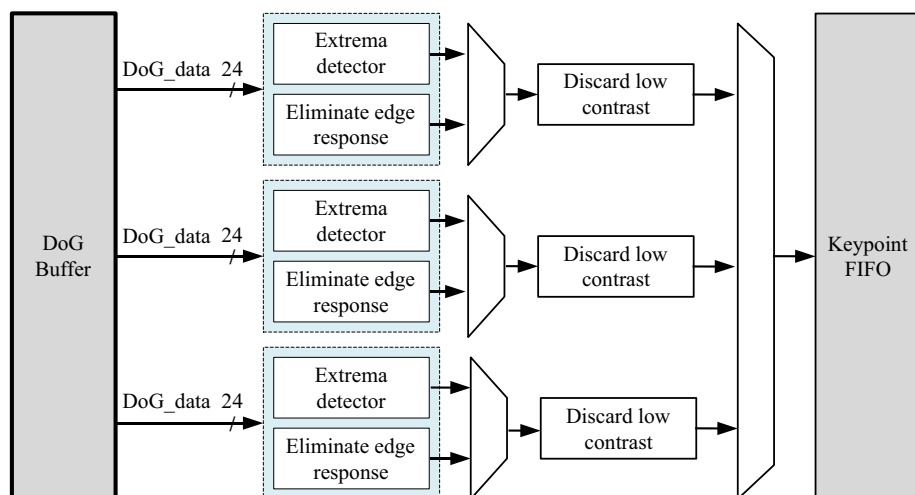 DoG
Buffer
DoG_data 24
Extrema
detector
Eliminate edge
response
Discard low
contrast
DoG_data 24
Extrema
detector
Eliminate edge
response
Discard low
contrast
DoG_data 24
Extrema
detector
Eliminate edge
response
Discard low
contrast
Keypoint
FIFO